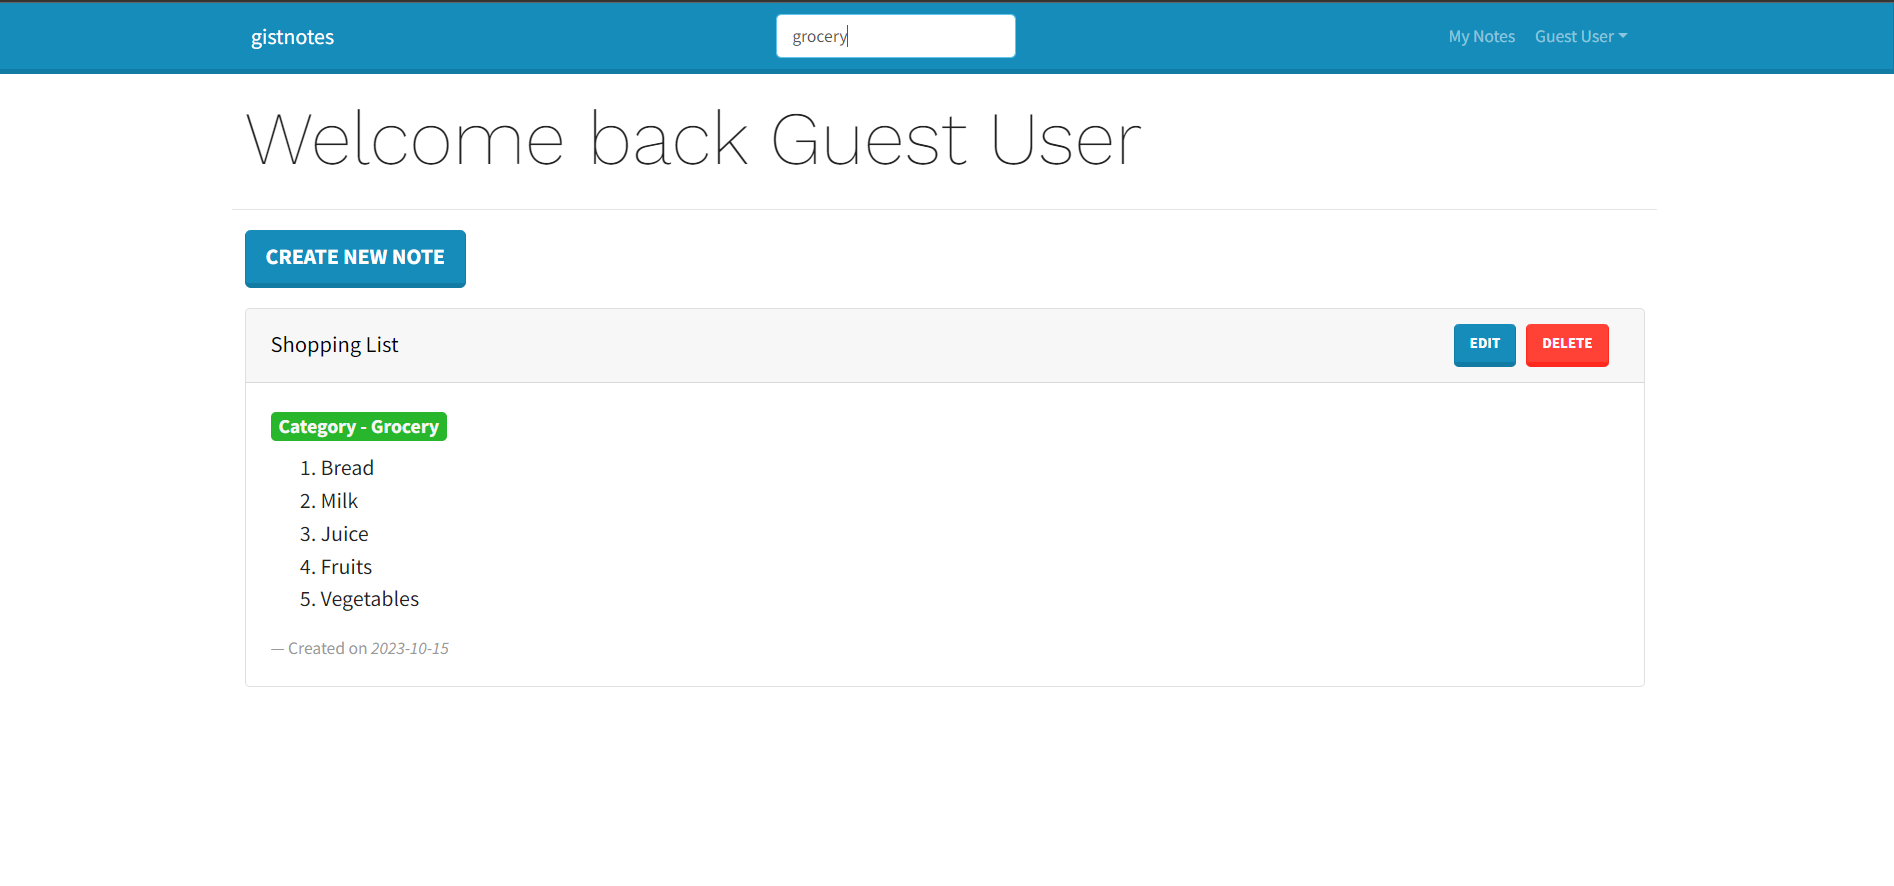 gistnotes
grocery
My Notes
Guest User
Welcome back Guest User
CREATE NEW NOTE
Shopping List
EDIT
DELETE
Category - Grocery
1. Bread
2. Milk
3. Juice
4. Fruits
5. Vegetables
— Created on 2023-10-15